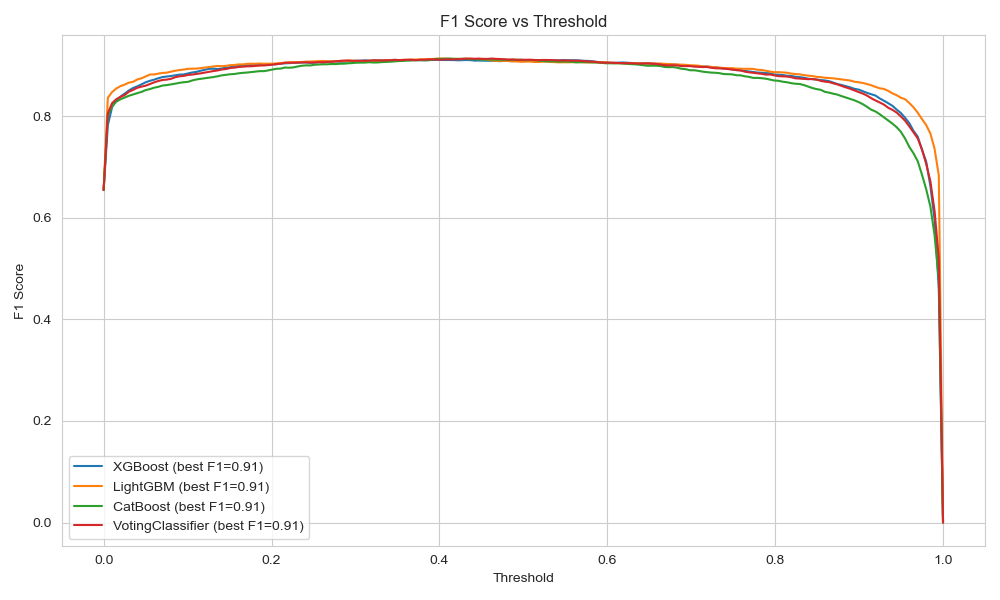 F1 Score vs Threshold
F1 Score
0.8
0.6
0.4
0.2
0.0
XGBoost (best F1=0.91)
LightGBM (best F1=0.91)
CatBoost (best F1=0.91)
VotingClassifier (best F1=0.91)
0.0 0.2 0.4 0.6 0.8 1.0
Threshold